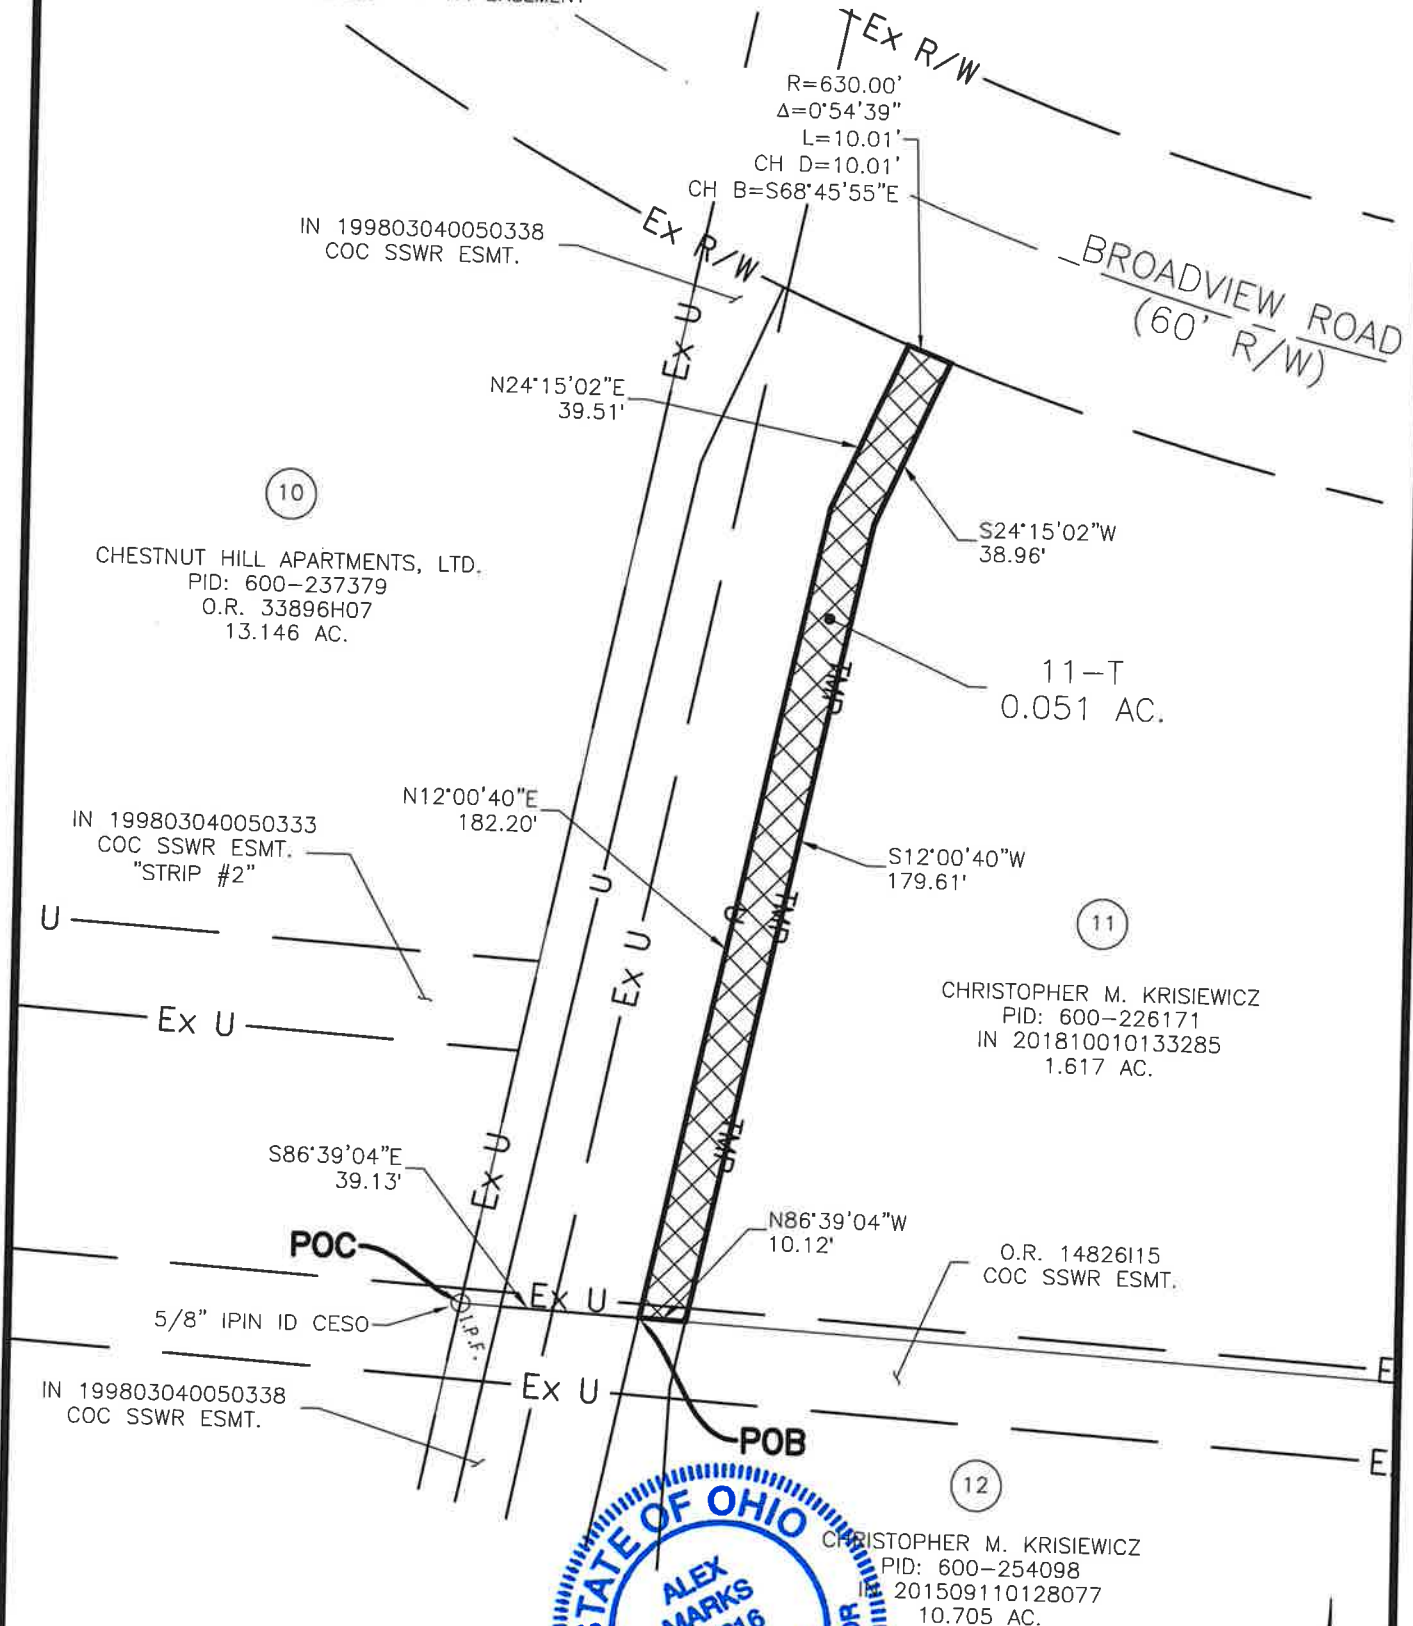 Ex R/W
R=630.00'
Δ=0°54'39"
L=10.01'
CH D=10.01'
CH B=S68°45'55"E
IN 199803040050338
COC SSWR ESMT.
Ex R/W
BROADVIEW ROAD
(60' R/W)
Ex U
N24°15'02"E
39.51'
10
S24°15'02"W
38.96'
CHESTNUT HILL APARTMENTS, LTD.
PID: 600-237379
O.R. 33896H07
13.146 AC.
11-T
0.051 AC.
TMP
N12°00'40"E
182.20'
IN 199803040050333
COC SSWR ESMT.
"STRIP #2"
S12°00'40"W
179.61'
U
U
U
TMP
11
Ex U
CHRISTOPHER M. KRISIEWICZ
PID: 600-226171
IN 201810010133285
1.617 AC.
Ex U
TMP
S86°39'04"E
39.13'
Ex U
N86°39'04"W
10.12'
POC
O.R. 14826I15
COC SSWR ESMT.
Ex U
5/8" IPIN ID CESO
I.P.F.
E
IN 199803040050338
COC SSWR ESMT.
Ex U
POB
E
12
STATE OF OHIO
CHRISTOPHER M. KRISIEWICZ
PID: 600-254098
IN 201509110128077
10.705 AC.
ALEX
MARKS